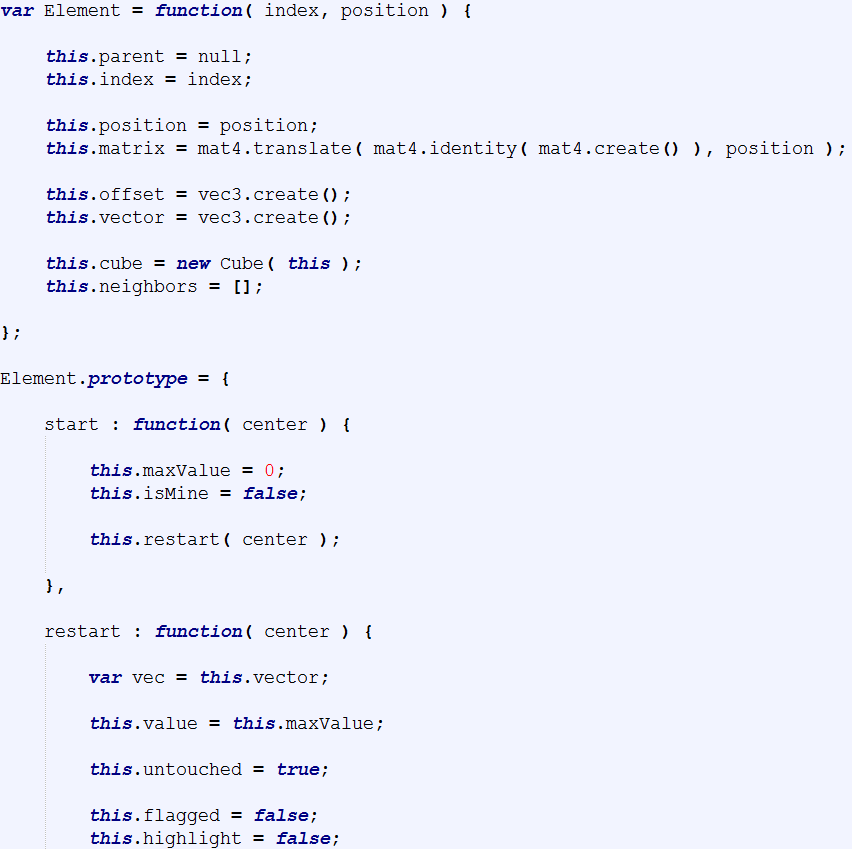 var Element = function( index, position ) {
this.parent = null;
this.index = index;
this.position = position;
this.matrix = mat4.translate( mat4.identity( mat4.create() ), position );
this.offset = vec3.create();
this.vector = vec3.create();
this.cube = new Cube( this );
this.neighbors = [];
};
Element.prototype = {
start : function( center ) {
this.maxValue = 0;
this.isMine = false;
this.restart( center );
},
restart : function( center ) {
var vec = this.vector;
this.value = this.maxValue;
this.untouched = true;
this.flagged = false;
this.highlight = false;